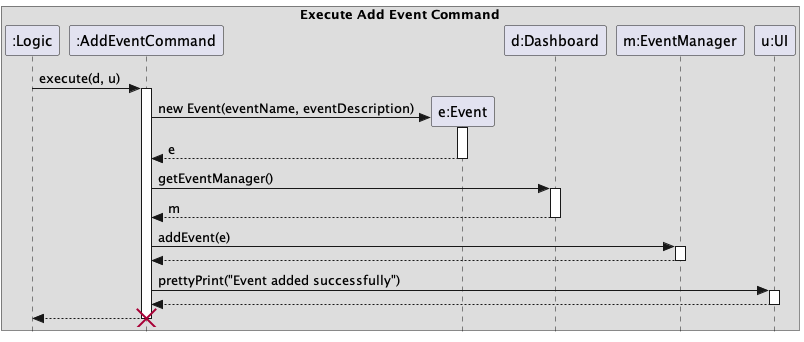 Execute Add Event Command
:Logic
:AddEventCommand
d:Dashboard
m:EventManager
u:UI
execute(d, u)
new Event(eventName, eventDescription)
e:Event
e
getEventManager()
m
addEvent(e)
prettyPrint("Event added successfully")